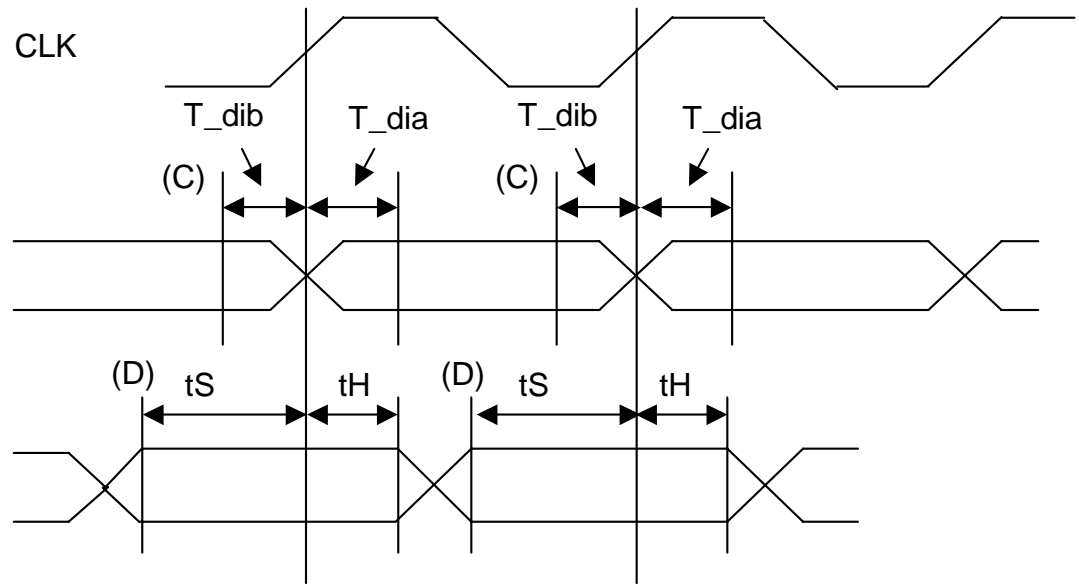 CLK
T_dib T_dia T_dib T_dia
(C) (C)
(D) tS tH (D) tS tH